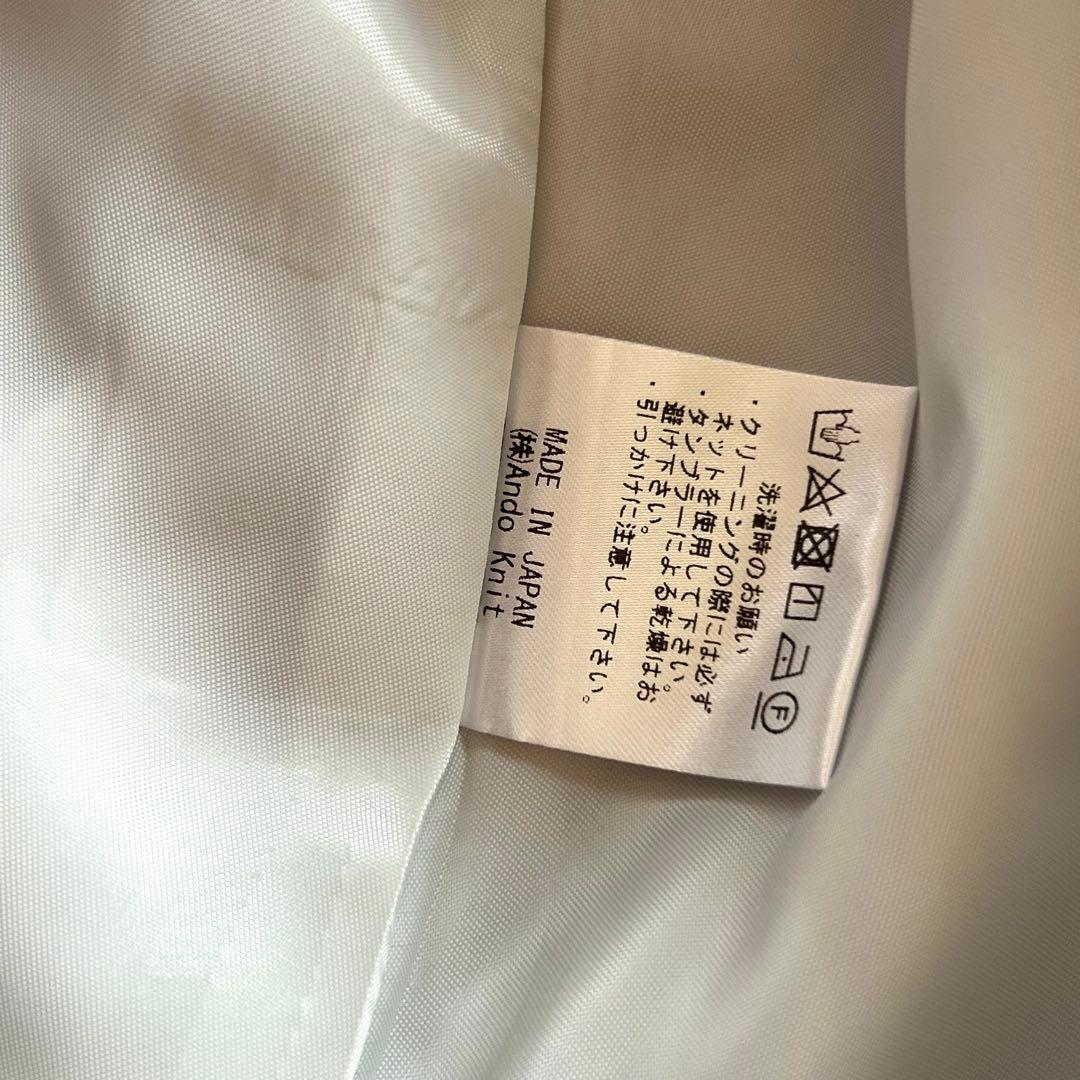 洗濯時のお願い
・クリーニングの際には必ず
ネットを使用して下さい。
・タンブラーによる乾燥はお
避け下さい。
・引っかけに注意して下さい。
MADE IN JAPAN
(株)Ando Knit
F